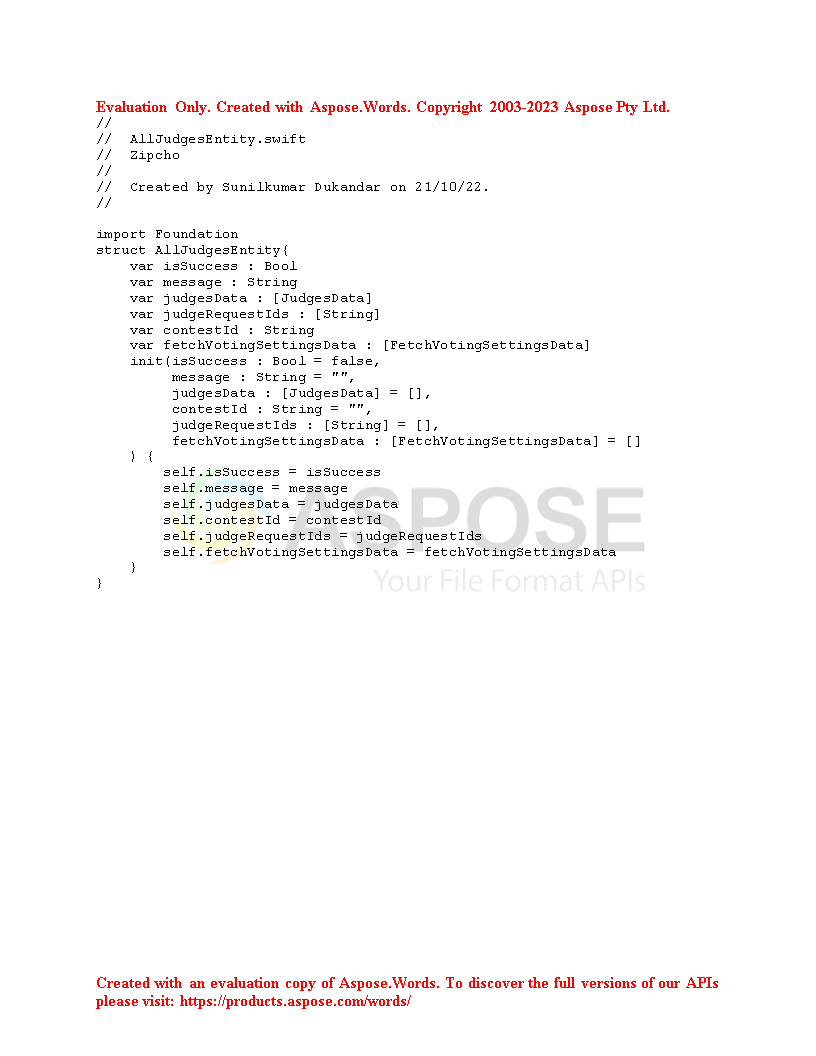 Evaluation Only. Created with Aspose.Words. Copyright 2003-2023 Aspose Pty Ltd.
//
//  AllJudgesEntity.swift
//  Zipcho
//
//  Created by Sunilkumar Dukandar on 21/10/22.
//

import Foundation
struct AllJudgesEntity{
    var isSuccess : Bool
    var message : String
    var judgesData : [JudgesData]
    var judgeRequestIds : [String]
    var contestId : String
    var fetchVotingSettingsData : [FetchVotingSettingsData]
    init(isSuccess : Bool = false,
         message : String = "",
         judgesData : [JudgesData] = [],
         contestId : String = "",
         judgeRequestIds : [String] = [],
         fetchVotingSettingsData : [FetchVotingSettingsData] = []
    ) {
        self.isSuccess = isSuccess
        self.message = message
        self.judgesData = judgesData
        self.contestId = contestId
        self.judgeRequestIds = judgeRequestIds
        self.fetchVotingSettingsData = fetchVotingSettingsData
    }
}
ASPOSE
Your File Format APIs
Created with an evaluation copy of Aspose.Words. To discover the full versions of our APIs
please visit: https://products.aspose.com/words/